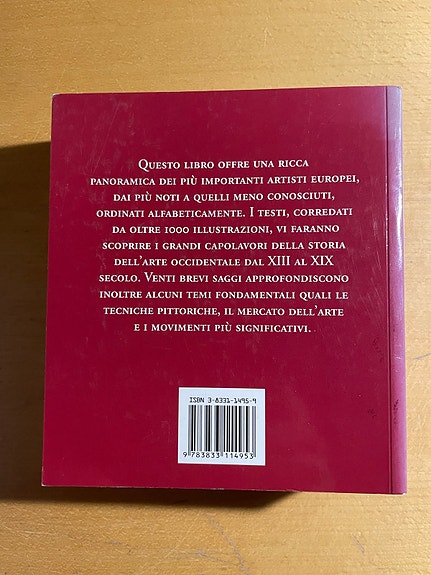 Questo libro offre una ricca
panoramica dei più importanti artisti europei,
dai più noti a quelli meno conosciuti,
ordinati alfabeticamente. I testi, corredati
da oltre 1000 illustrazioni, vi faranno
scoprire i grandi capolavori della storia
dell'arte occidentale dal XIII al XIX
secolo. Venti brevi saggi approfondiscono
inoltre alcuni temi fondamentali quali le
tecniche pittoriche, il mercato dell'arte
e i movimenti più significativi.
ISBN 3-8331-1495-9
9 783833 114953